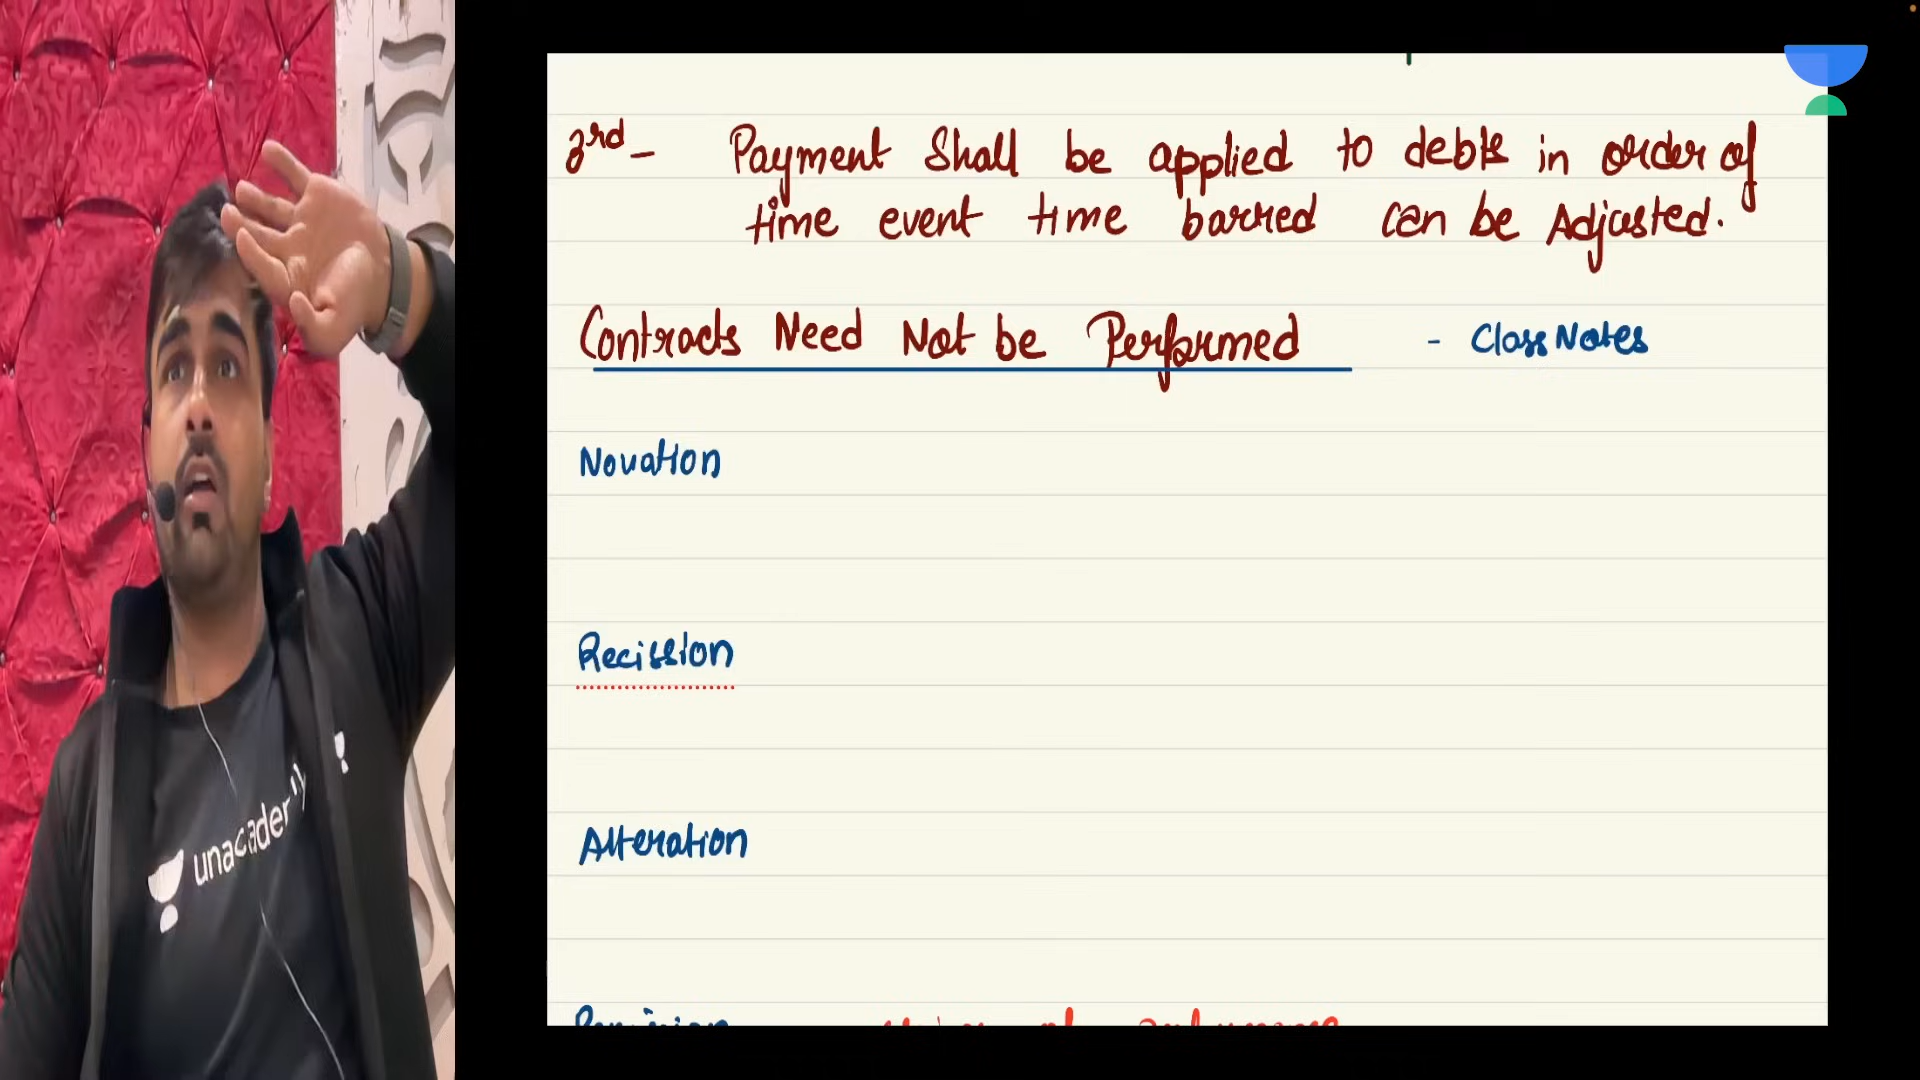 3rd - Payment Shall be applied to debts in order of
time event time barred can be Adjusted.
Contracts Need Not be Performed - Class Notes
Novation
Recission
Alteration
unacademy